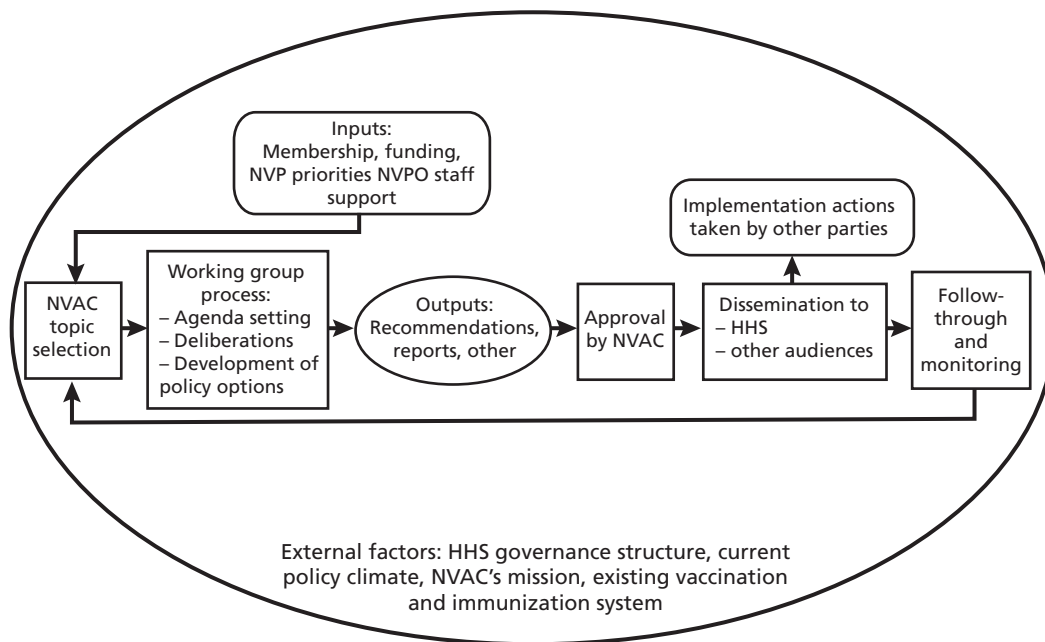 Inputs:
Membership, funding,
NVP priorities NVPO staff
support
Implementation actions
taken by other parties
NVAC
topic
selection
Working group
process:
– Agenda setting
– Deliberations
– Development of
policy options
Outputs:
Recommendations,
reports, other
Approval
by NVAC
Dissemination to
– HHS
– other audiences
Follow-
through
and
monitoring
External factors: HHS governance structure, current
policy climate, NVAC’s mission, existing vaccination
and immunization system